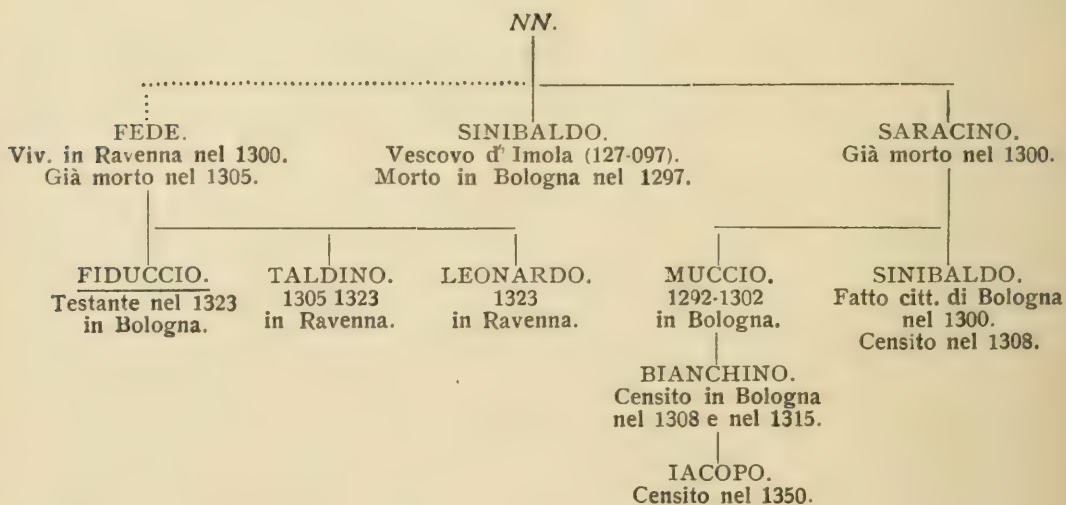 NN.
FEDE.
Viv. in Ravenna nel 1300.
Già morto nel 1305.
SINIBALDO.
Vescovo d' Imola (127-097).
Morto in Bologna nel 1297.
SARACINO.
Già morto nel 1300.
FIDUCCIO.
Testante nel 1323
in Bologna.
TALDINO.
1305 1323
in Ravenna.
LEONARDO.
1323
in Ravenna.
MUCCIO.
1292-1302
in Bologna.
SINIBALDO.
Fatto citt. di Bologna
nel 1300.
Censito nel 1308.
BIANCHINO.
Censito in Bologna
nel 1308 e nel 1315.
IACOPO.
Censito nel 1350.